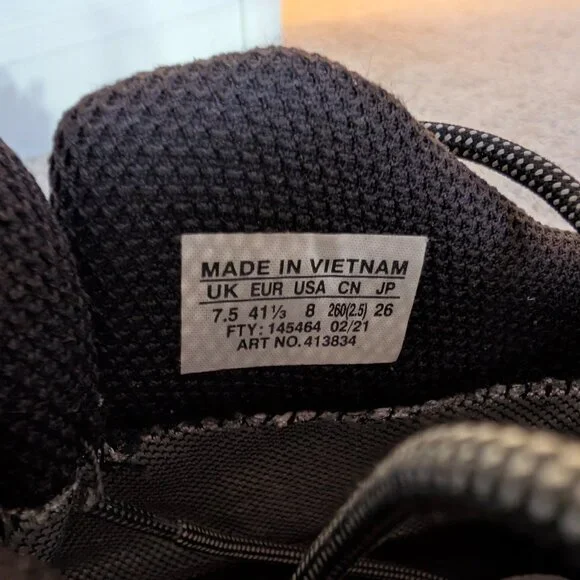 MADE IN VIETNAM
UK EUR USA CN JP
7.5 41⅓ 8 260(2.5) 26
FTY: 145464 02/21
ART NO. 413834